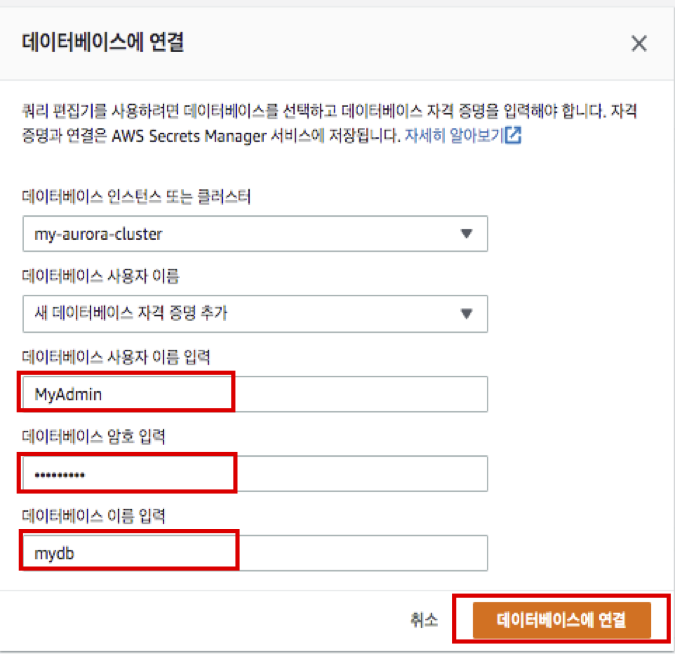 데이터베이스에 연결
쿼리 편집기를 사용하려면 데이터베이스를 선택하고 데이터베이스 자격 증명을 입력해야 합니다. 자격
증명과 연결은 AWS Secrets Manager 서비스에 저장됩니다. 자세히 알아보기
데이터베이스 인스턴스 또는 클러스터
my-aurora-cluster
데이터베이스 사용자 이름
새 데이터베이스 자격 증명 추가
데이터베이스 사용자 이름 입력
MyAdmin
데이터베이스 암호 입력
•••••••••
데이터베이스 이름 입력
mydb
취소 데이터베이스에 연결